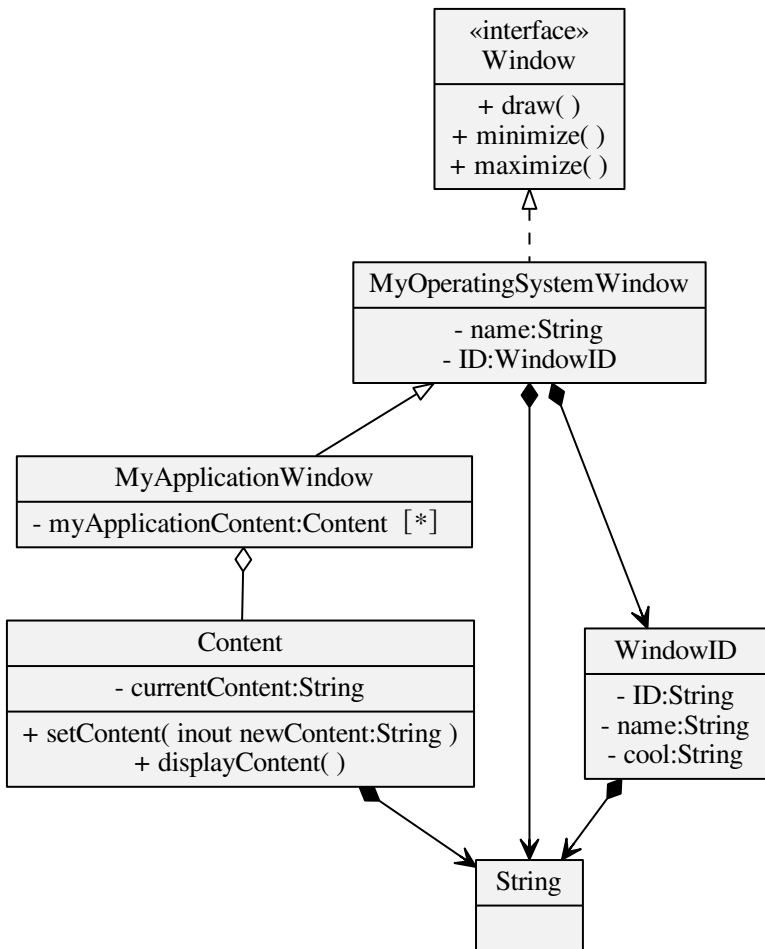 «interface»
Window
+ draw( )
+ minimize( )
+ maximize( )
MyOperatingSystemWindow
- name:String
- ID:WindowID
MyApplicationWindow
- myApplicationContent:Content [*]
Content
- currentContent:String
+ setContent( inout newContent:String )
+ displayContent( )
WindowID
- ID:String
- name:String
- cool:String
String